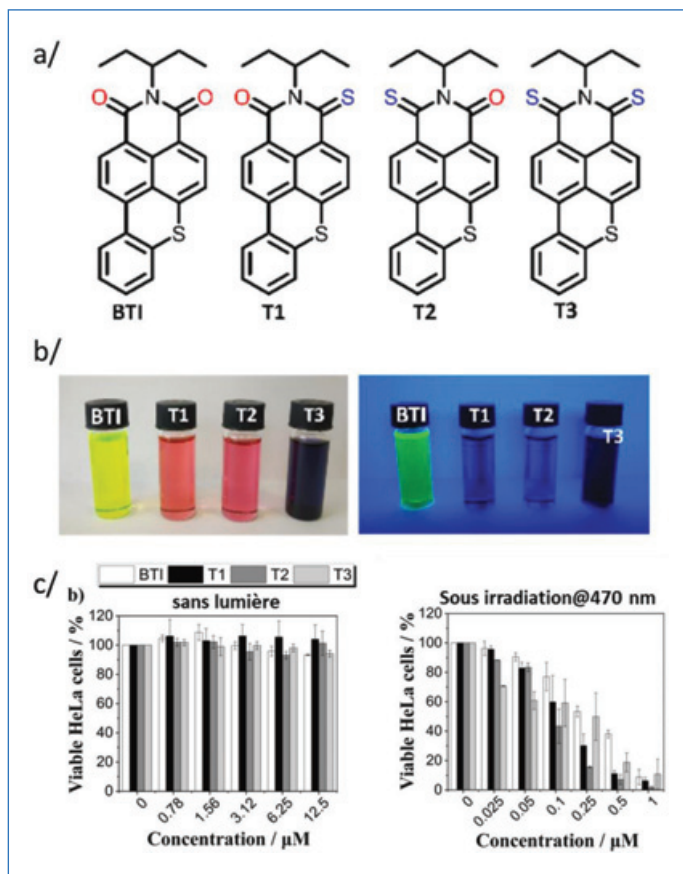 a/
O N O
S
BTI
O N S
S
T1
S N O
S
T2
S N S
S
T3
b/
BTI T1 T2 T3
BTI T1 T2 T3
c/
BTI T1 T2 T3
b)
sans lumière
Viable HeLa cells / %
120
100
80
60
40
20
0
0 0.78 1.56 3.12 6.25 12.5
Concentration / μM
Sous irradiation@470 nm
Viable HeLa cells / %
120
100
80
60
40
20
0
0 0.025 0.05 0.1 0.25 0.5 1
Concentration / μM